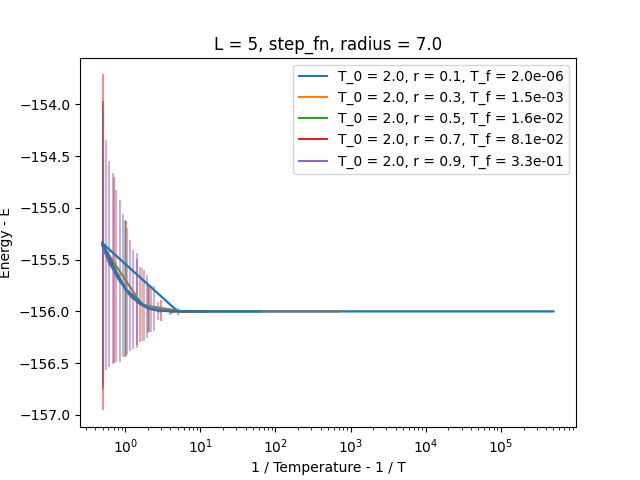 L = 5, step_fn, radius = 7.0
T_0 = 2.0, r = 0.1, T_f = 2.0e-06
T_0 = 2.0, r = 0.3, T_f = 1.5e-03
T_0 = 2.0, r = 0.5, T_f = 1.6e-02
T_0 = 2.0, r = 0.7, T_f = 8.1e-02
T_0 = 2.0, r = 0.9, T_f = 3.3e-01
Energy - E
−154.0
−154.5
−155.0
−155.5
−156.0
−156.5
−157.0
10⁰ 10¹ 10² 10³ 10⁴ 10⁵
1 / Temperature - 1 / T